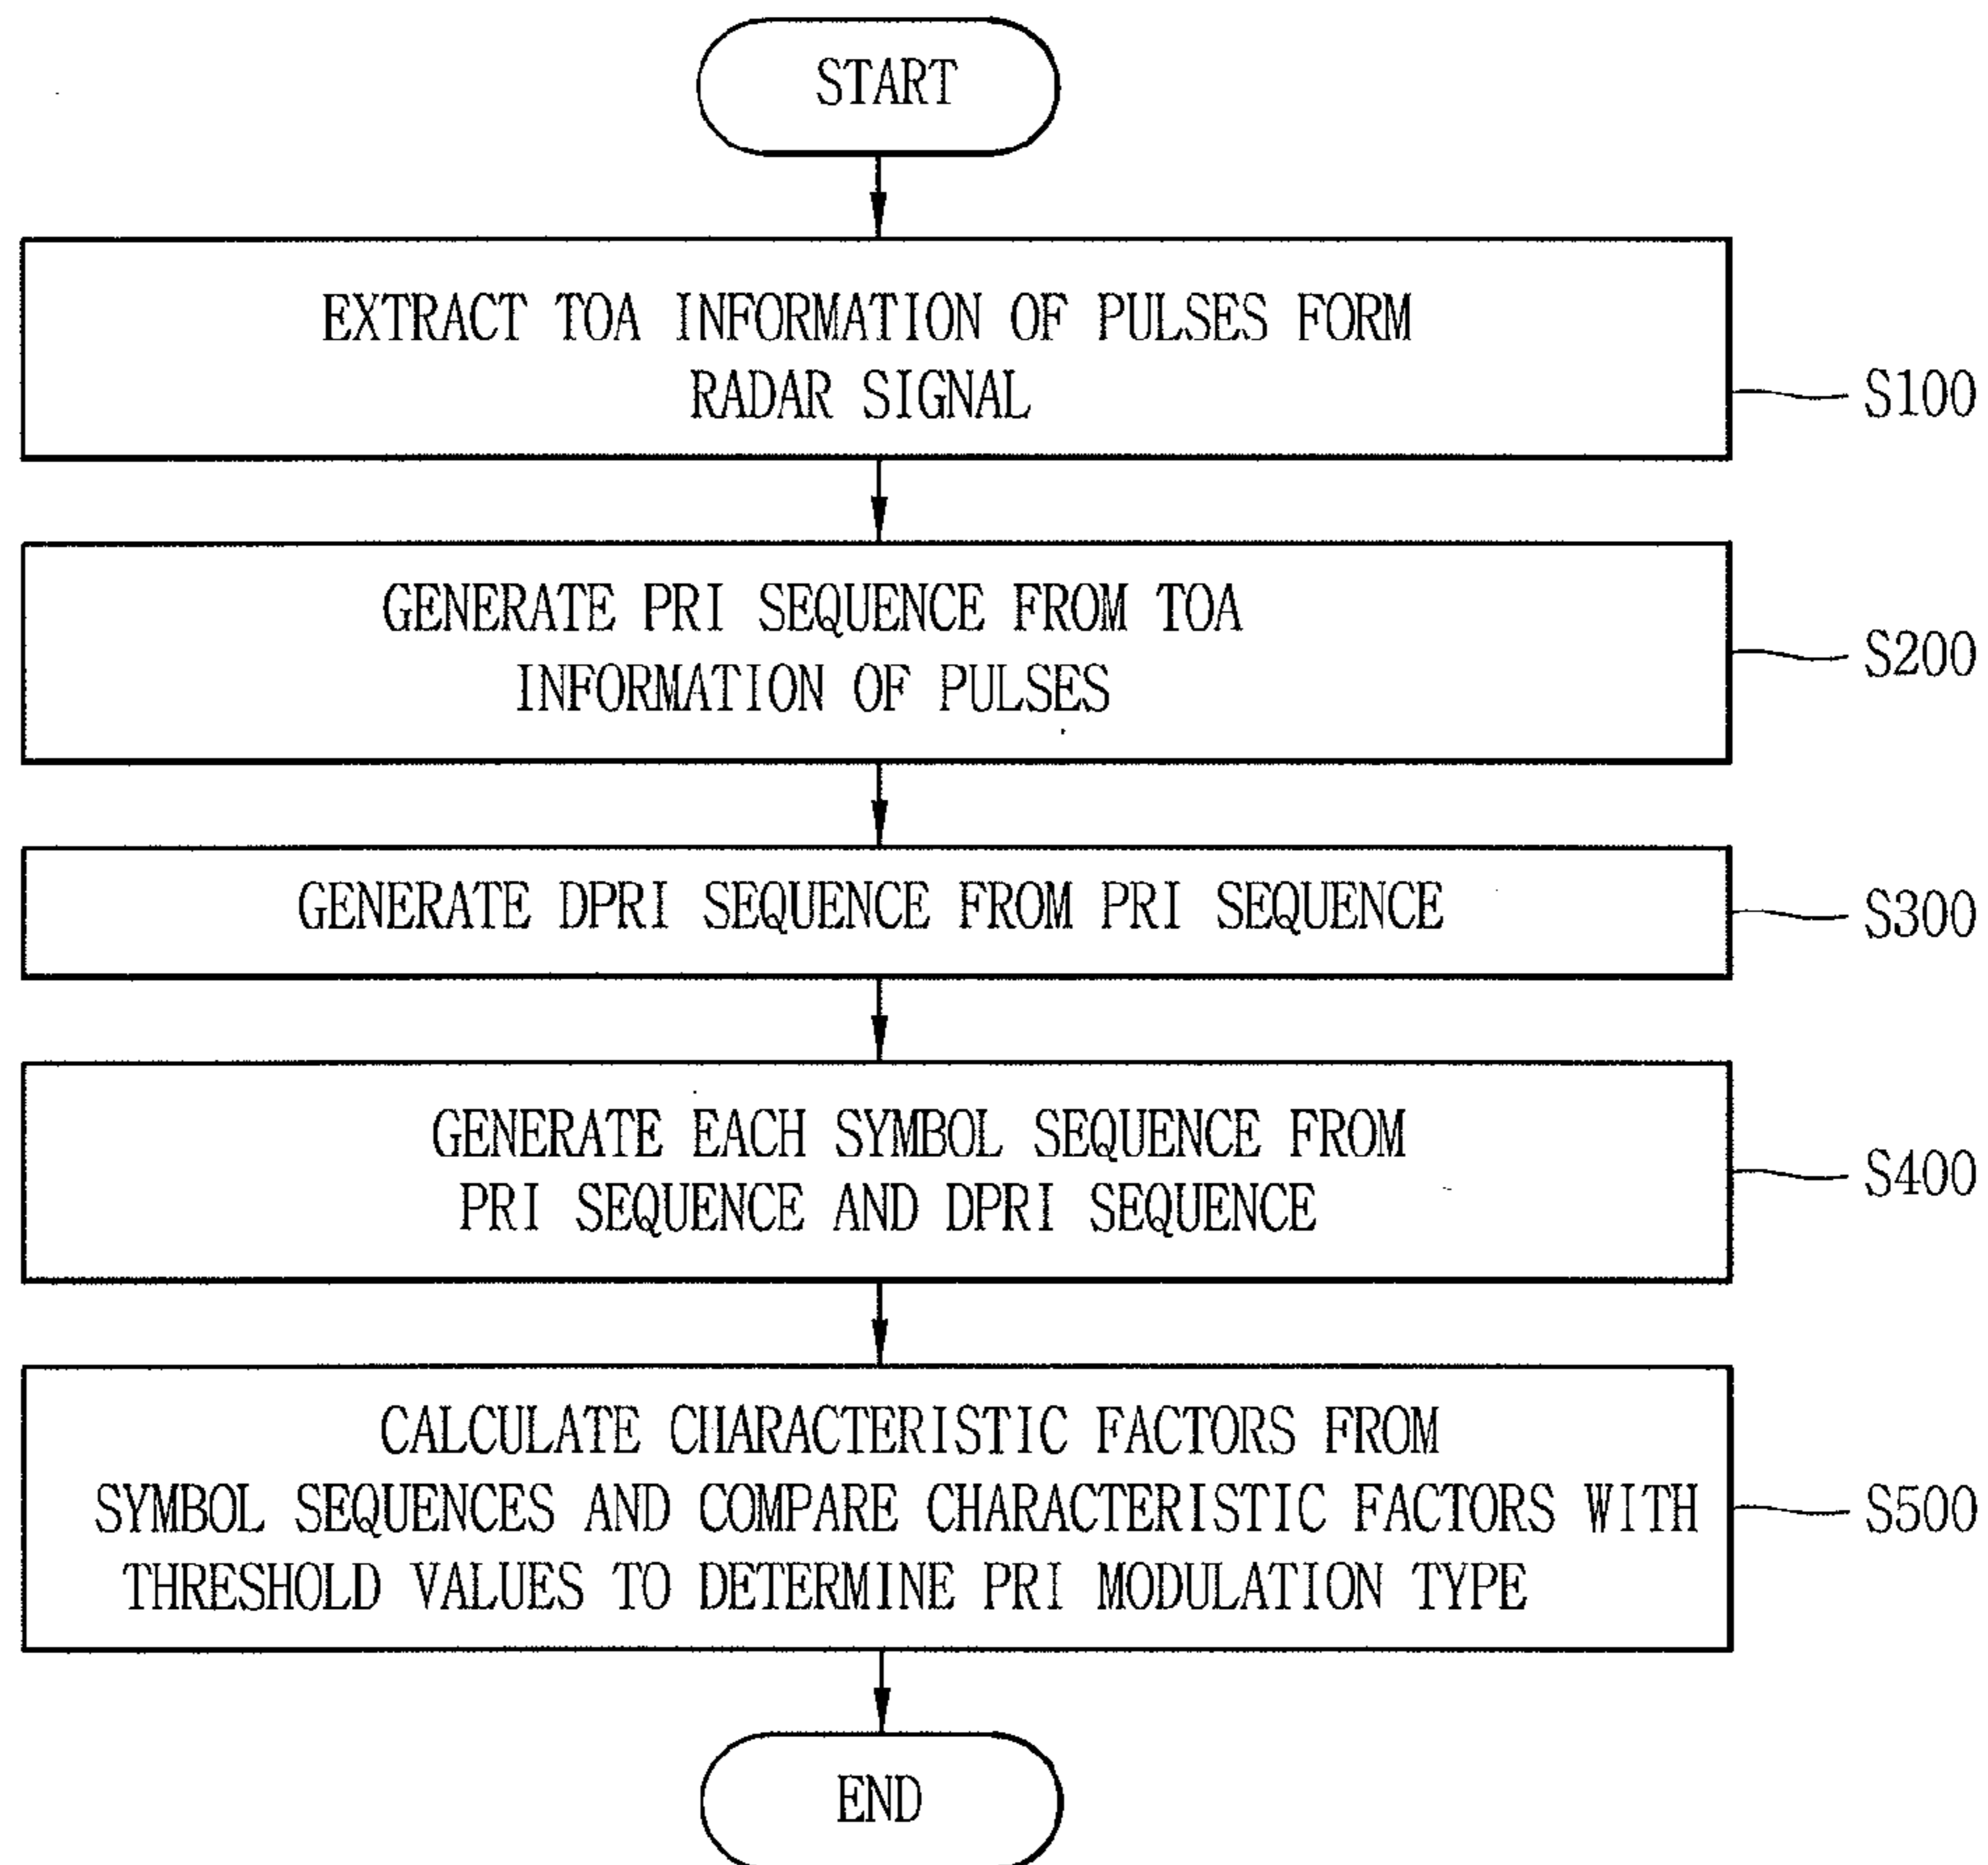 START
EXTRACT TOA INFORMATION OF PULSES FORM
RADAR SIGNAL
S100
GENERATE PRI SEQUENCE FROM TOA
INFORMATION OF PULSES
S200
GENERATE DPRI SEQUENCE FROM PRI SEQUENCE
S300
GENERATE EACH SYMBOL SEQUENCE FROM
PRI SEQUENCE AND DPRI SEQUENCE
S400
CALCULATE CHARACTERISTIC FACTORS FROM
SYMBOL SEQUENCES AND COMPARE CHARACTERISTIC FACTORS WITH
THRESHOLD VALUES TO DETERMINE PRI MODULATION TYPE
S500
END